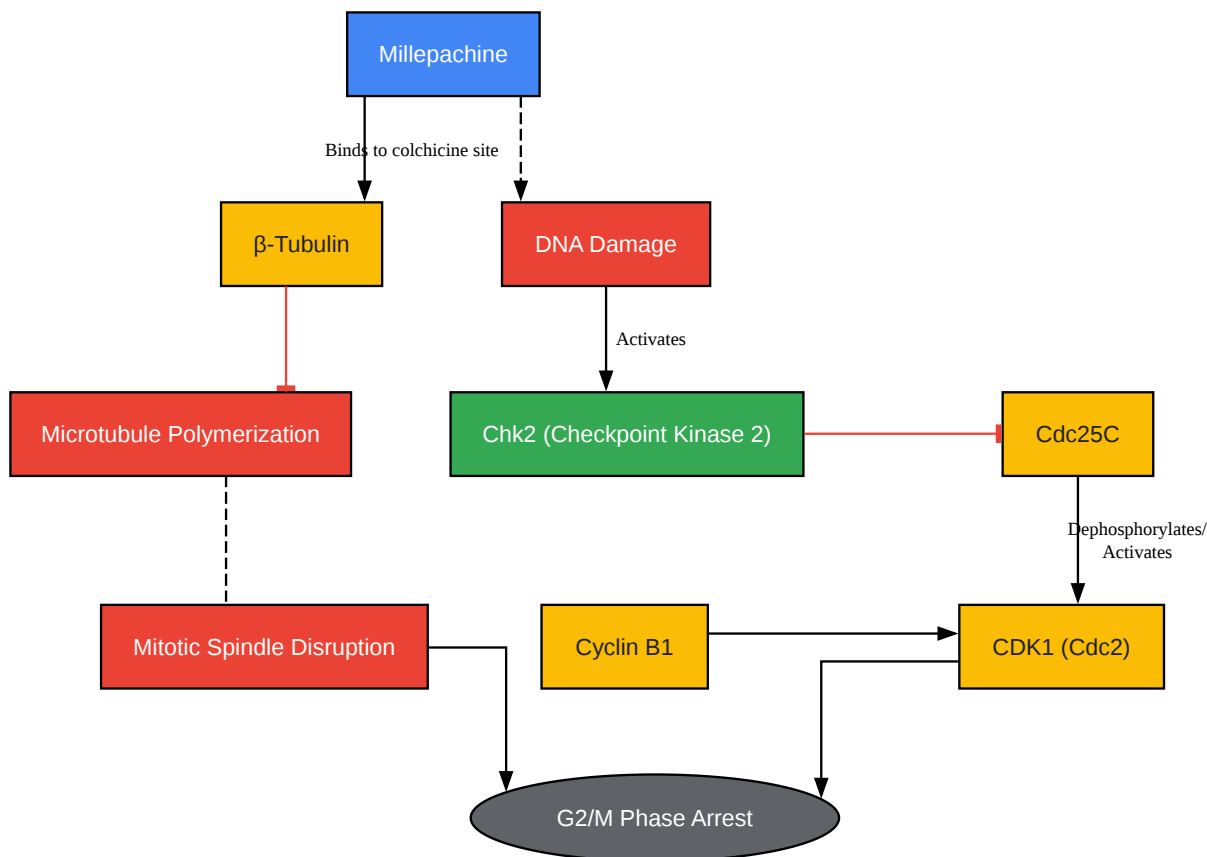 Millepachine
Binds to colchicine site
β-Tubulin
DNA Damage
Activates
Microtubule Polymerization
Chk2 (Checkpoint Kinase 2)
Cdc25C
Dephosphorylates/
Activates
Mitotic Spindle Disruption
Cyclin B1
CDK1 (Cdc2)
G2/M Phase Arrest